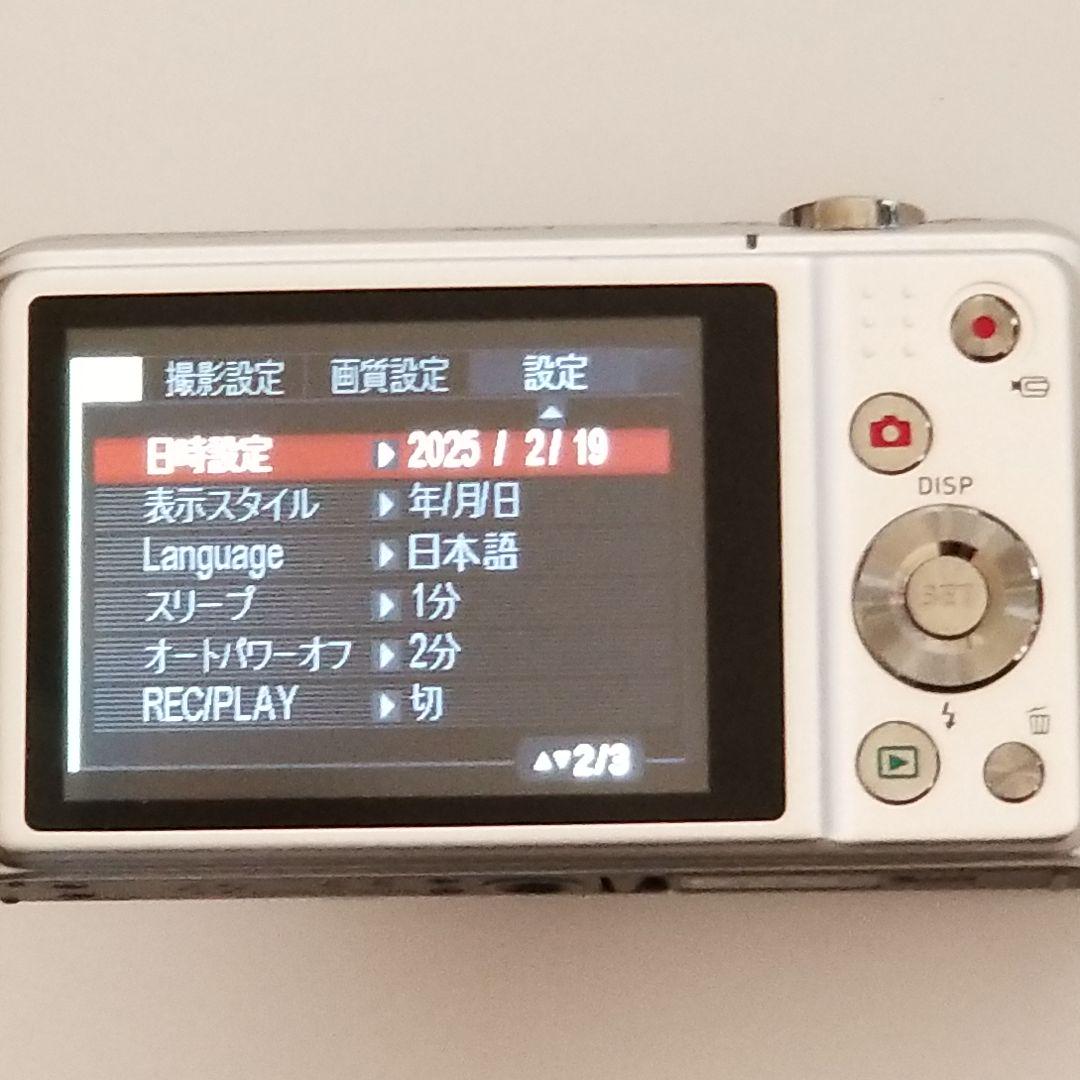 撮影設定 画質設定 設定
日時設定 ▶ 2025 / 2/ 19
表示スタイル ▶ 年/月/日
Language ▶ 日本語
スリープ ▶ 1分
オートパワーオフ ▶ 2分
REC/PLAY ▶ 切
▲▼2/3
DISP
SET